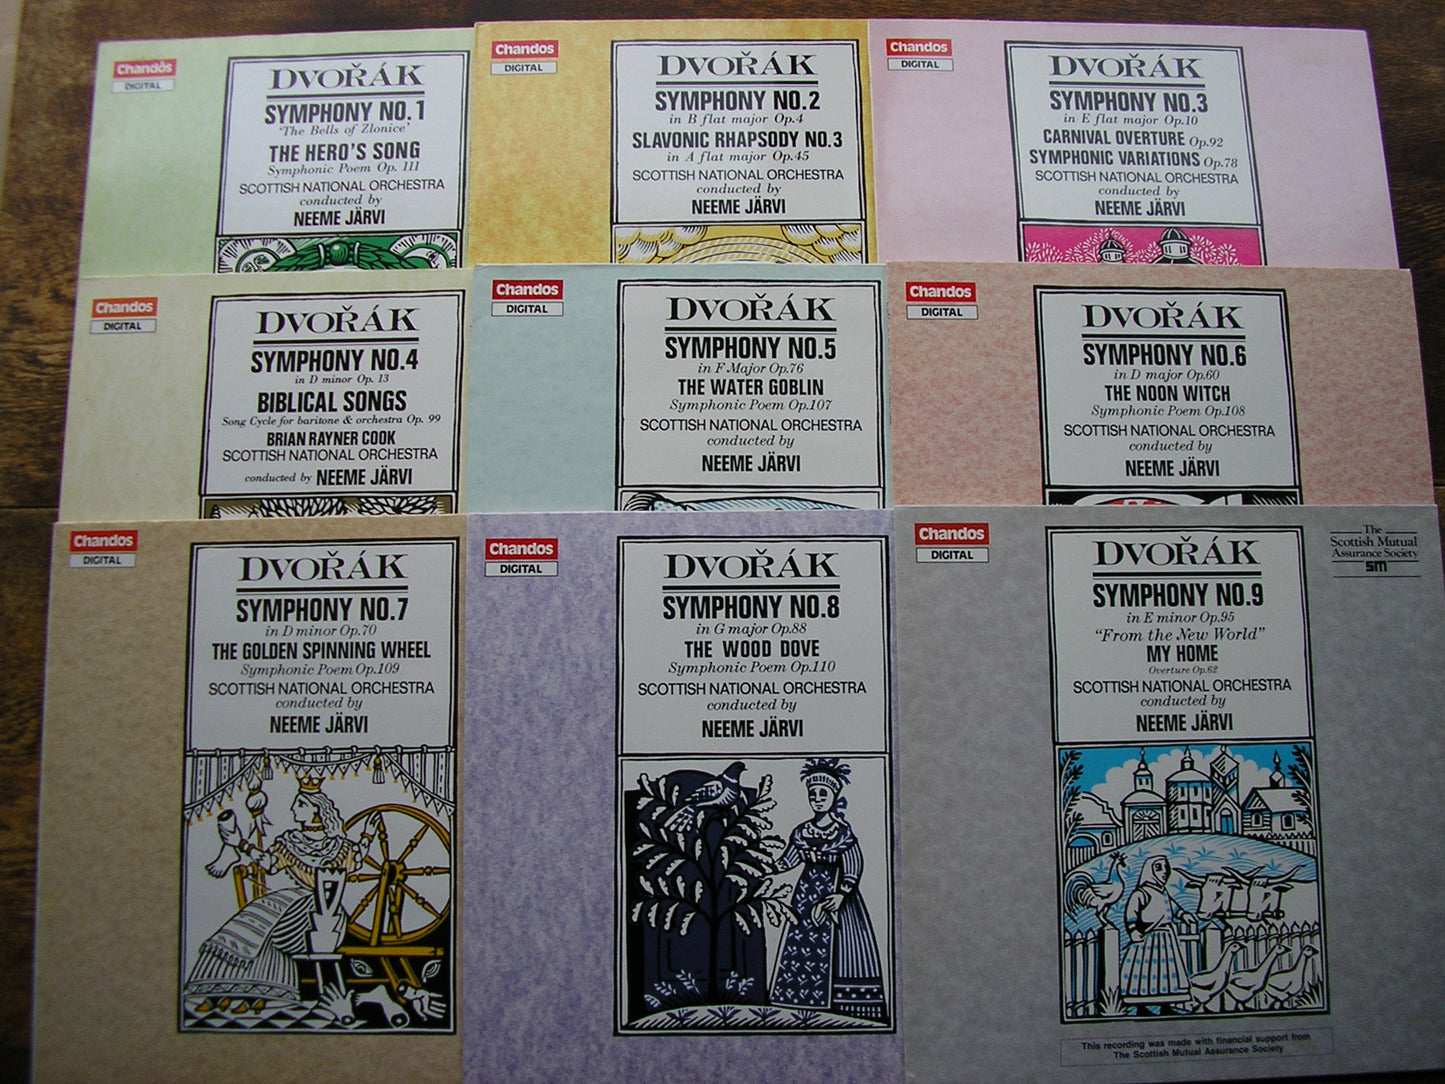 Chandos
DIGITAL
DVOŘÁK
SYMPHONY NO.1
'The Bells of Zlonice'
THE HERO'S SONG
Symphonic Poem Op. 111
SCOTTISH NATIONAL ORCHESTRA
conducted by
NEEME JÄRVI
Chandos
DIGITAL
DVOŘÁK
SYMPHONY NO.2
in B flat major Op.4
SLAVONIC RHAPSODY NO.3
in A flat major Op.45
SCOTTISH NATIONAL ORCHESTRA
conducted by
NEEME JÄRVI
Chandos
DIGITAL
DVOŘÁK
SYMPHONY NO.3
in E flat major Op.10
CARNIVAL OVERTURE Op.92
SYMPHONIC VARIATIONS Op.78
SCOTTISH NATIONAL ORCHESTRA
conducted by
NEEME JÄRVI
Chandos
DIGITAL
DVOŘÁK
SYMPHONY NO.4
in D minor Op. 13
BIBLICAL SONGS
Song Cycle for baritone & orchestra Op. 99
BRIAN RAYNER COOK
SCOTTISH NATIONAL ORCHESTRA
conducted by NEEME JÄRVI
Chandos
DIGITAL
DVOŘÁK
SYMPHONY NO.5
in F Major Op.76
THE WATER GOBLIN
Symphonic Poem Op.107
SCOTTISH NATIONAL ORCHESTRA
conducted by
NEEME JÄRVI
Chandos
DIGITAL
DVOŘÁK
SYMPHONY NO.6
in D major Op.60
THE NOON WITCH
Symphonic Poem Op.108
SCOTTISH NATIONAL ORCHESTRA
conducted by
NEEME JÄRVI
Chandos
DIGITAL
DVOŘÁK
SYMPHONY NO.7
in D minor Op.70
THE GOLDEN SPINNING WHEEL
Symphonic Poem Op.109
SCOTTISH NATIONAL ORCHESTRA
conducted by
NEEME JÄRVI
Chandos
DIGITAL
DVOŘÁK
SYMPHONY NO.8
in G major Op.88
THE WOOD DOVE
Symphonic Poem Op.110
SCOTTISH NATIONAL ORCHESTRA
conducted by
NEEME JÄRVI
Chandos
DIGITAL
DVOŘÁK
SYMPHONY NO.9
in E minor Op.95
"From the New World"
MY HOME
Overture Op.62
SCOTTISH NATIONAL ORCHESTRA
conducted by
NEEME JÄRVI
The
Scottish Mutual
Assurance Society
SM
This recording was made with financial support from
The Scottish Mutual Assurance Society